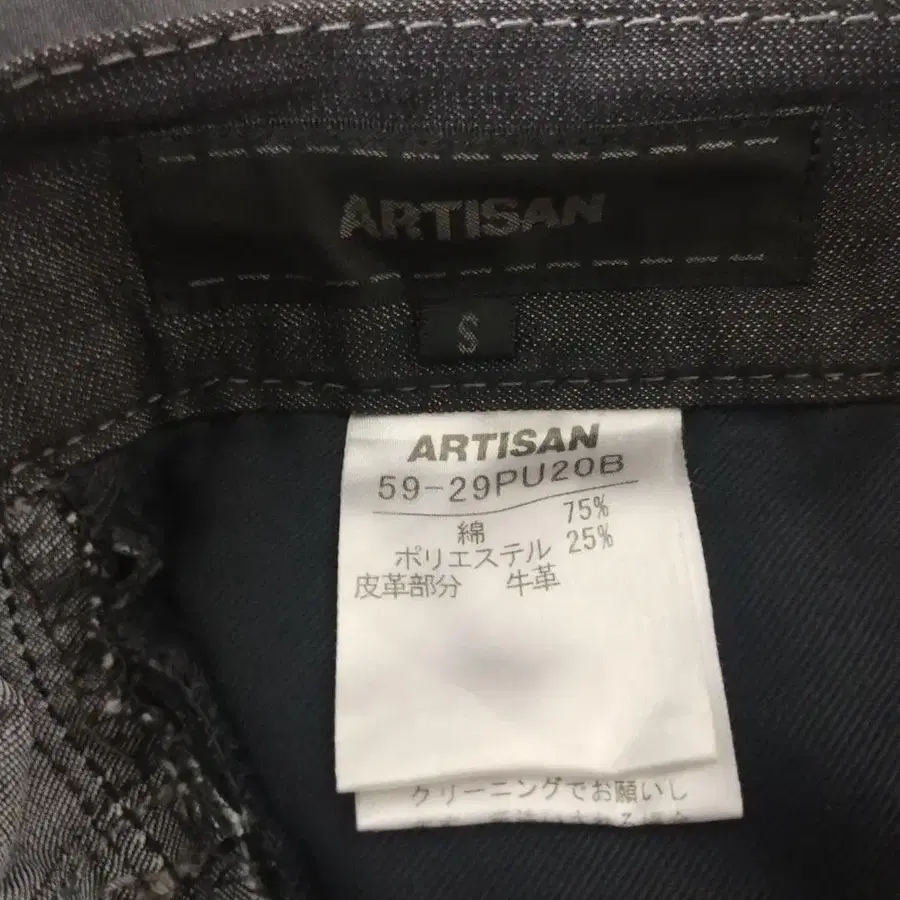 ARTISAN
S
ARTISAN
59-29PU20B
綿 75%
ポリエステル 25%
皮革部分 牛革
クリーニングでお願いし